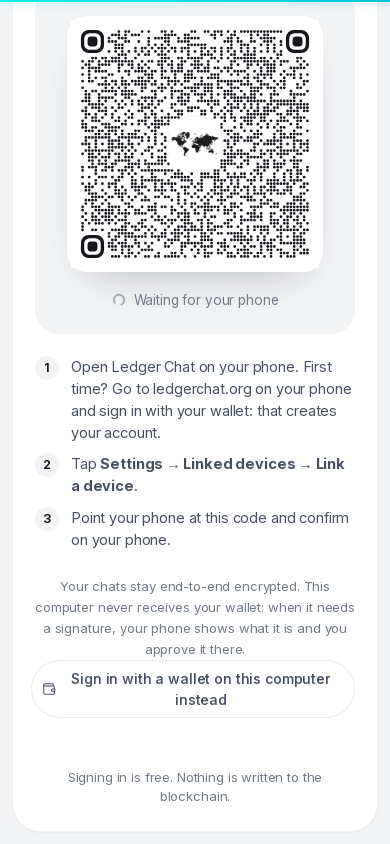 Waiting for your phone
1 Open Ledger Chat on your phone. First
time? Go to ledgerchat.org on your phone
and sign in with your wallet: that creates
your account.
2 Tap Settings → Linked devices → Link
a device.
3 Point your phone at this code and confirm
on your phone.
Your chats stay end-to-end encrypted. This
computer never receives your wallet: when it needs
a signature, your phone shows what it is and you
approve it there.
Sign in with a wallet on this computer
instead
Signing in is free. Nothing is written to the
blockchain.